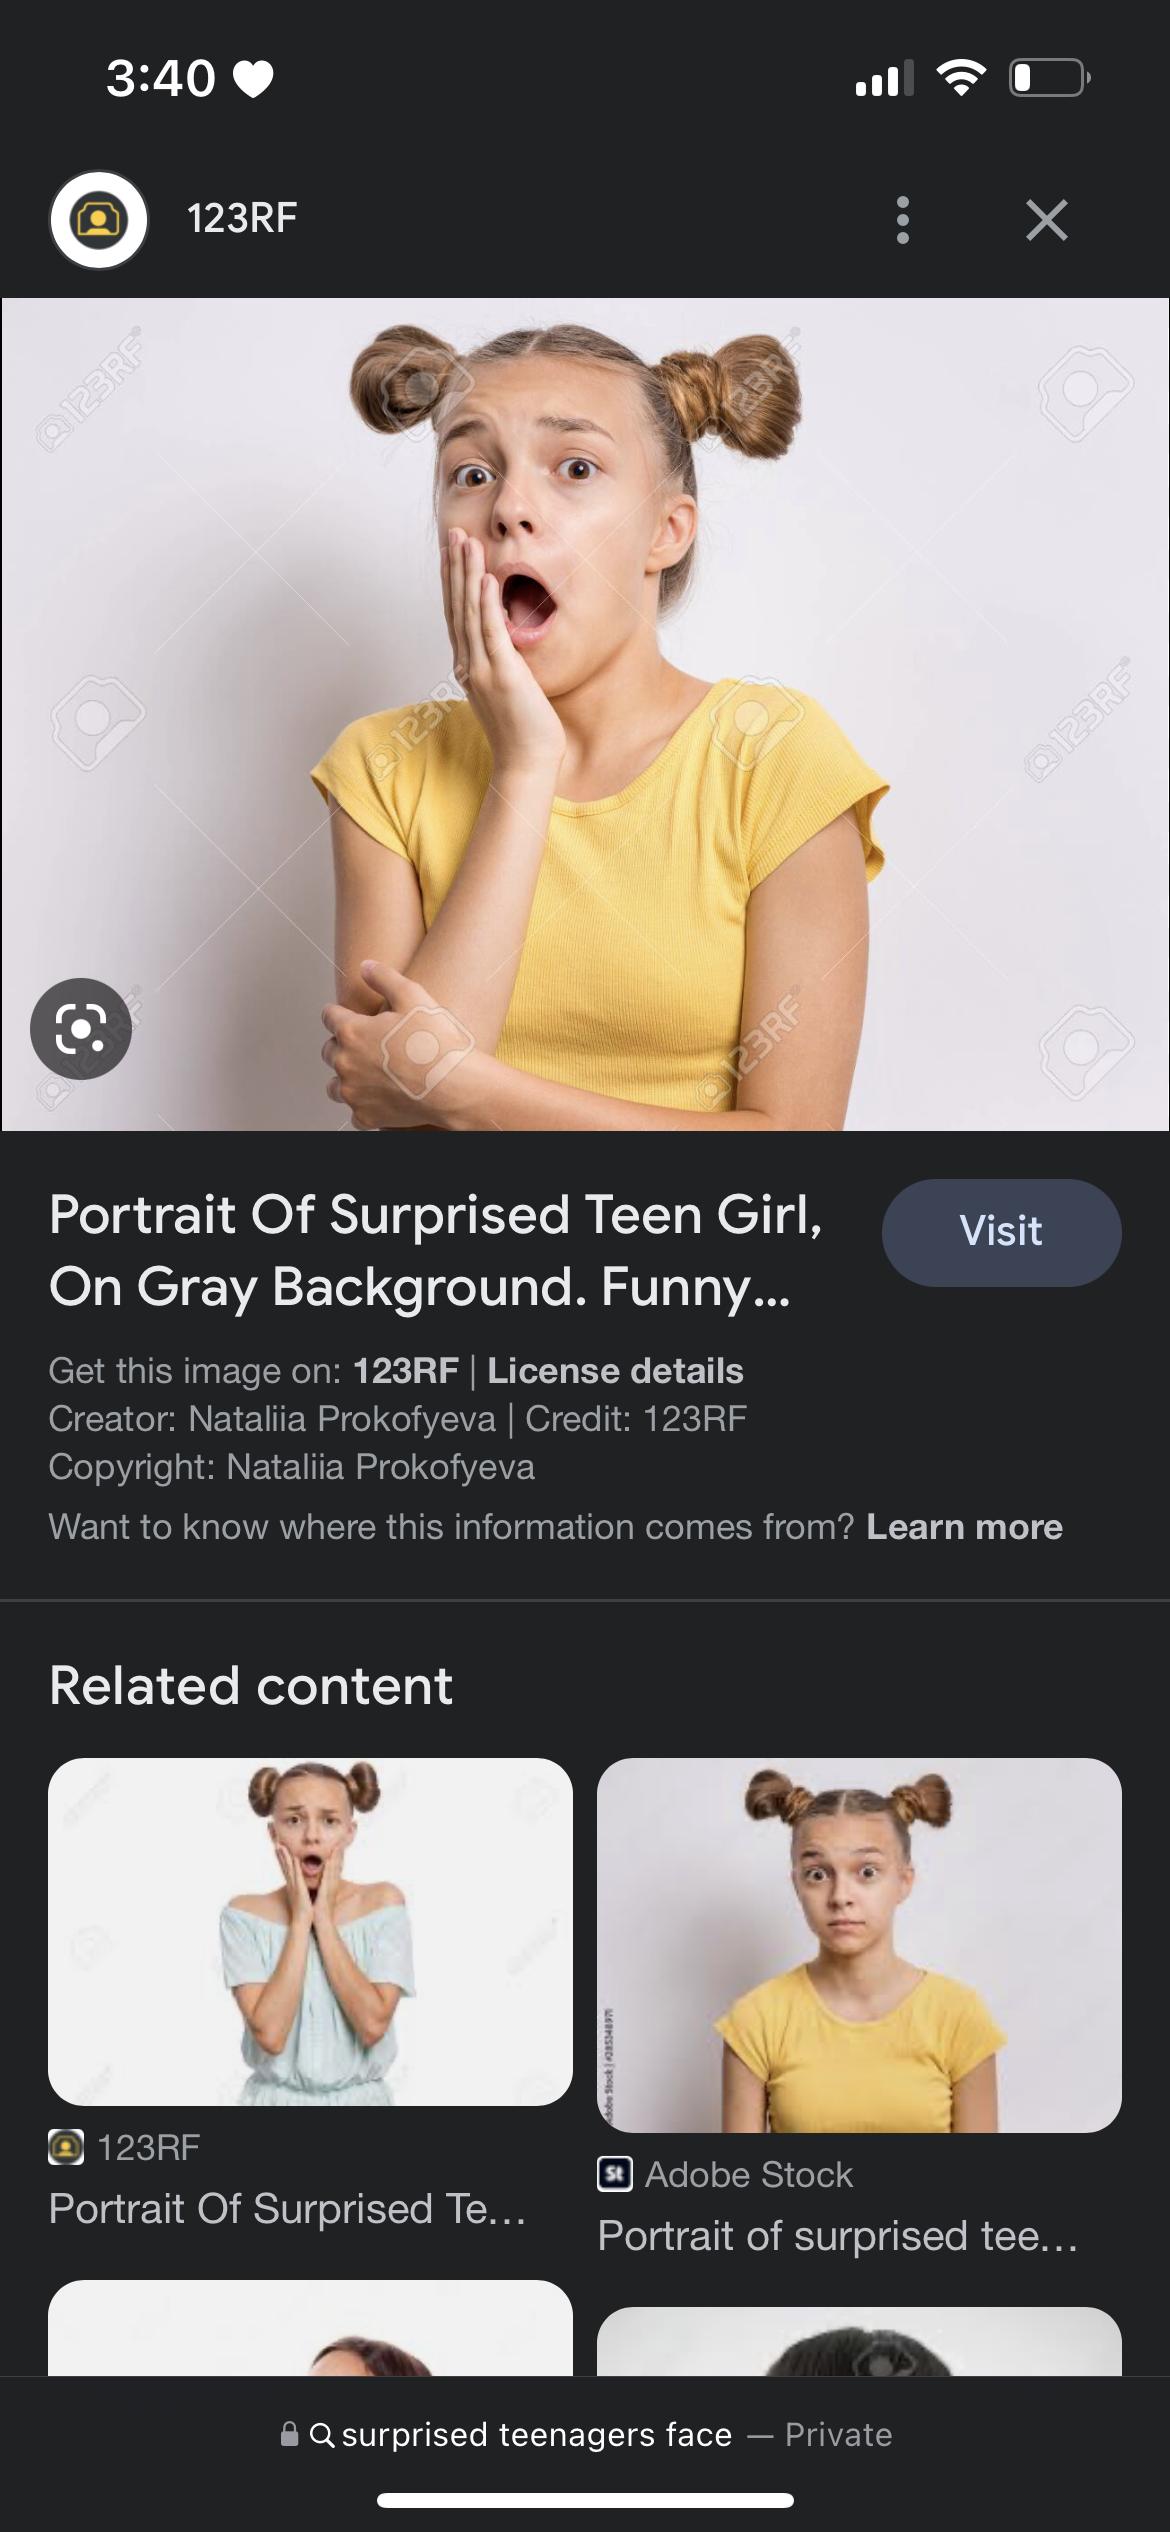 3:40
123RF
123RF
123RF
123RF
123RF
123RF
123RF
Portrait Of Surprised Teen Girl,
On Gray Background. Funny...
Visit
Get this image on: 123RF | License details
Creator: Nataliia Prokofyeva | Credit: 123RF
Copyright: Nataliia Prokofyeva
Want to know where this information comes from? Learn more
Related content
123RF
Portrait Of Surprised Te...
St
Adobe Stock
Portrait of surprised tee...
surprised teenagers face — Private